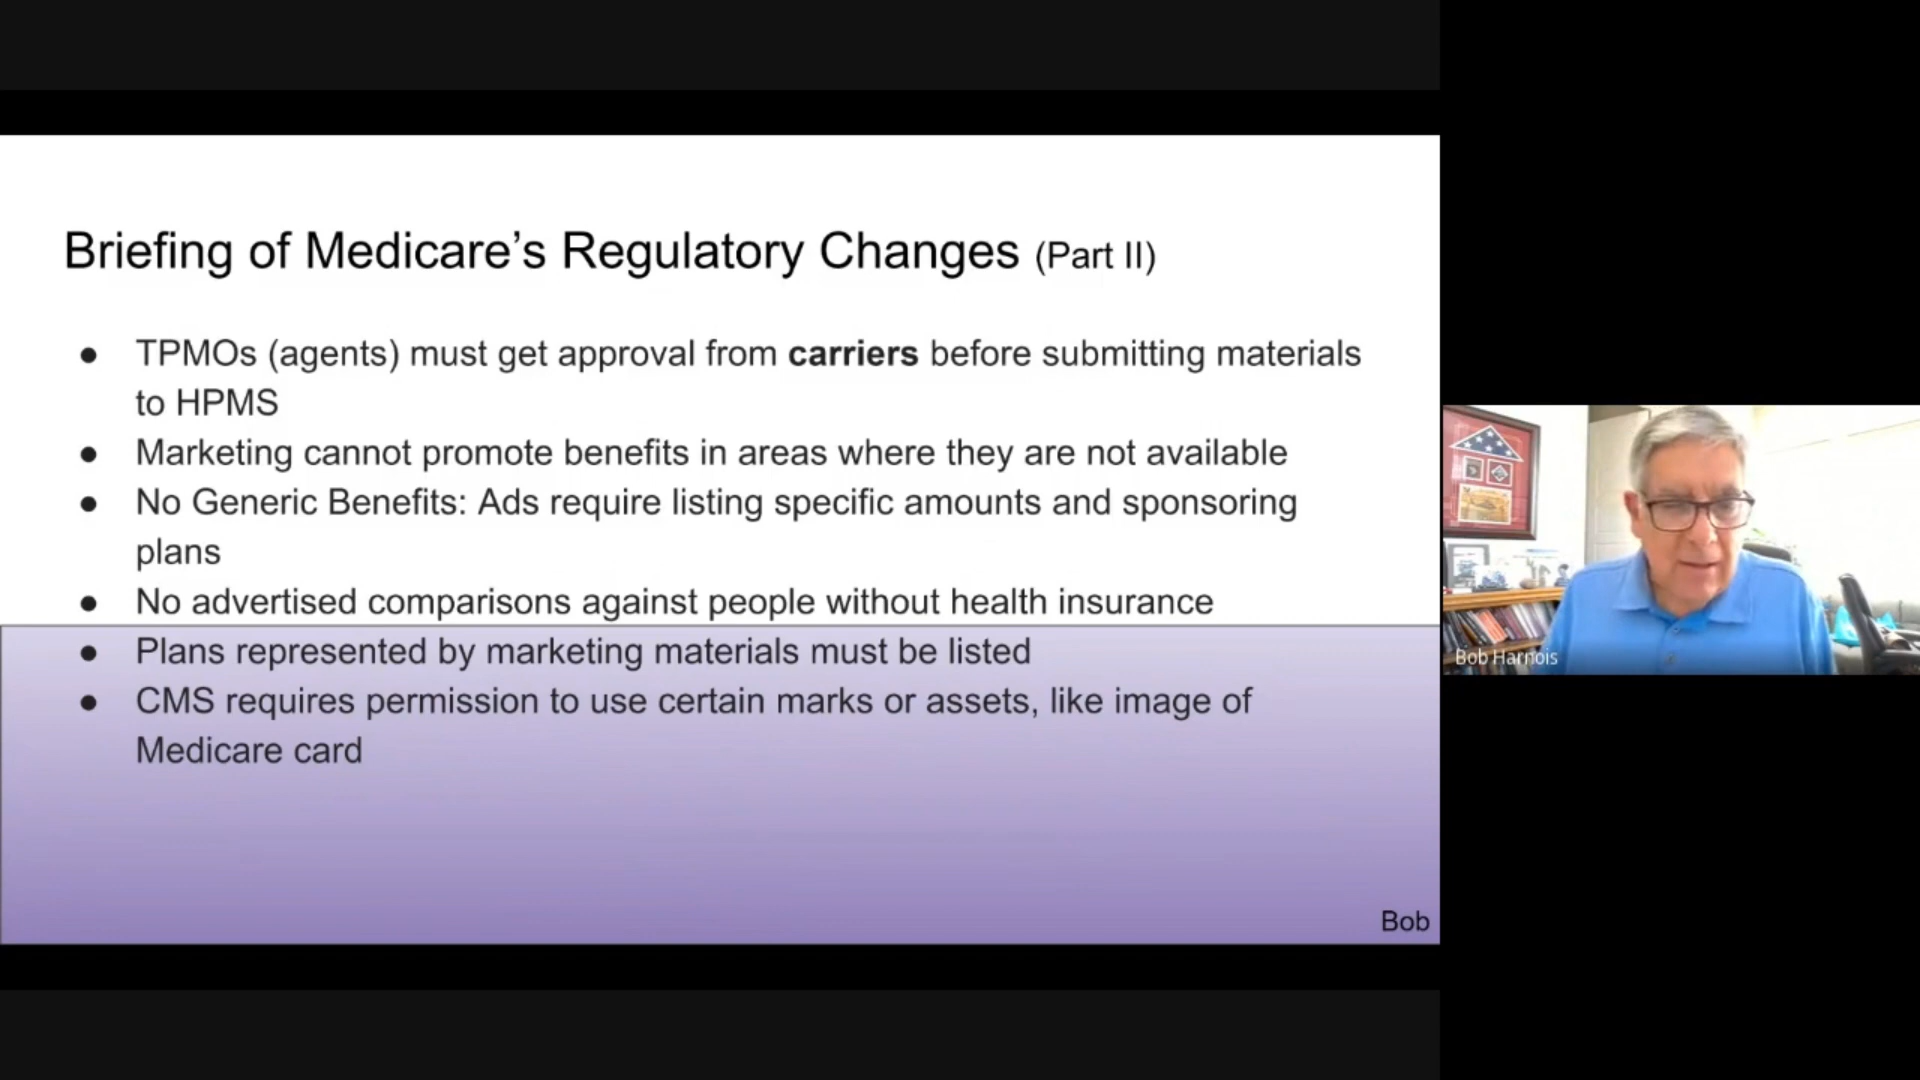 Briefing of Medicare’s Regulatory Changes (Part II)
● TPMOs (agents) must get approval from carriers before submitting materials
to HPMS
● Marketing cannot promote benefits in areas where they are not available
● No Generic Benefits: Ads require listing specific amounts and sponsoring
plans
● No advertised comparisons against people without health insurance
● Plans represented by marketing materials must be listed
● CMS requires permission to use certain marks or assets, like image of
Medicare card
Bob
Bob Harnois